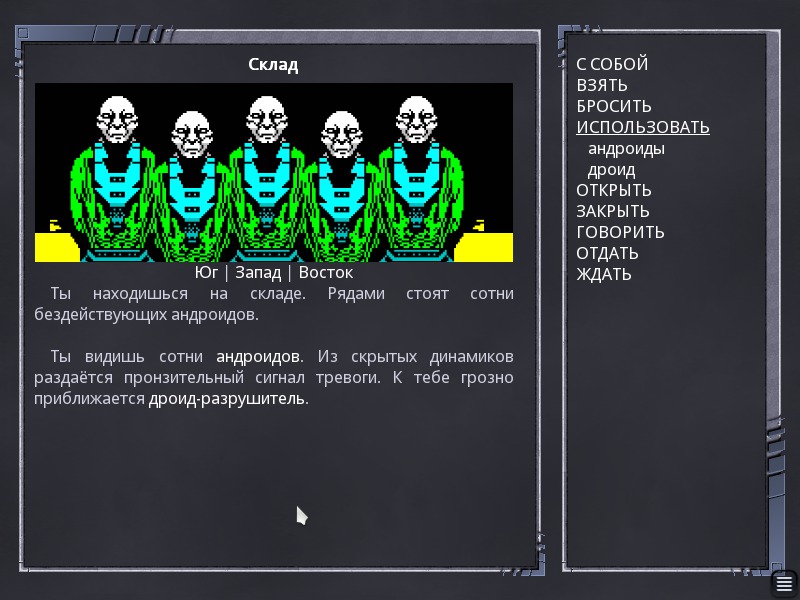 Склад
Юг | Запад | Восток
Ты находишься на складе. Рядами стоят сотни
бездействующих андроидов.
Ты видишь сотни андроидов. Из скрытых динамиков
раздаётся пронзительный сигнал тревоги. К тебе грозно
приближается дроид-разрушитель.
С СОБОЙ
ВЗЯТЬ
БРОСИТЬ
ИСПОЛЬЗОВАТЬ
андроиды
дроид
ОТКРЫТЬ
ЗАКРЫТЬ
ГОВОРИТЬ
ОТДАТЬ
ЖДАТЬ